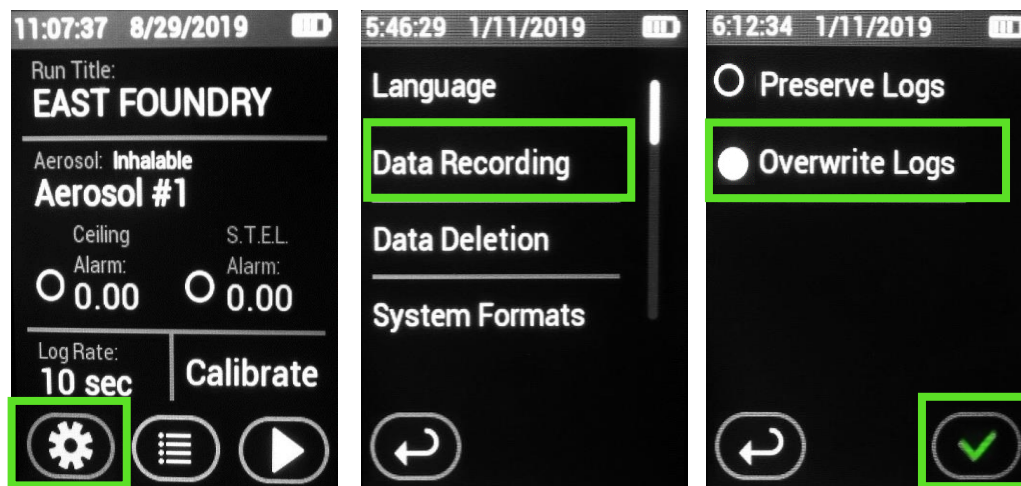 11:07:37 8/29/2019
Run Title:
EAST FOUNDRY
Aerosol: Inhalable
Aerosol #1
Ceiling S.T.E.L.
Alarm: Alarm:
0.00 0.00
Log Rate:
10 sec Calibrate
5:46:29 1/11/2019
Language
Data Recording
Data Deletion
System Formats
6:12:34 1/11/2019
Preserve Logs
Overwrite Logs